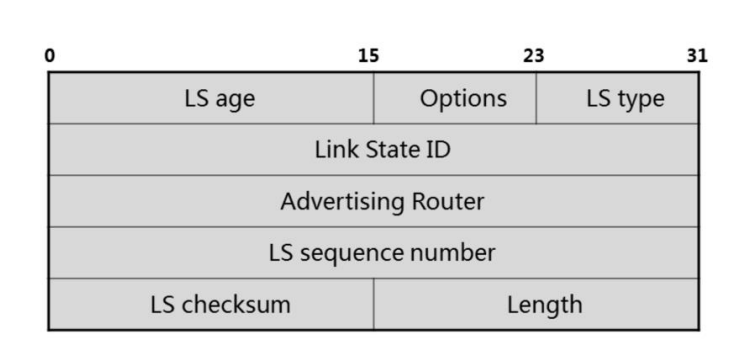 0 15 23 31
LS age Options LS type
Link State ID
Advertising Router
LS sequence number
LS checksum Length